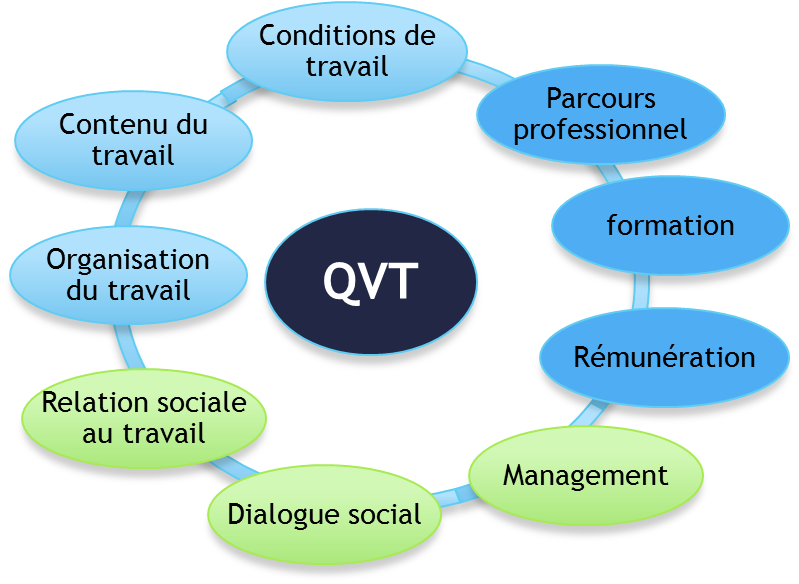 Conditions de
travail
Parcours
professionnel
formation
Rémunération
Management
Dialogue social
Relation sociale
au travail
Organisation
du travail
Contenu du
travail
QVT